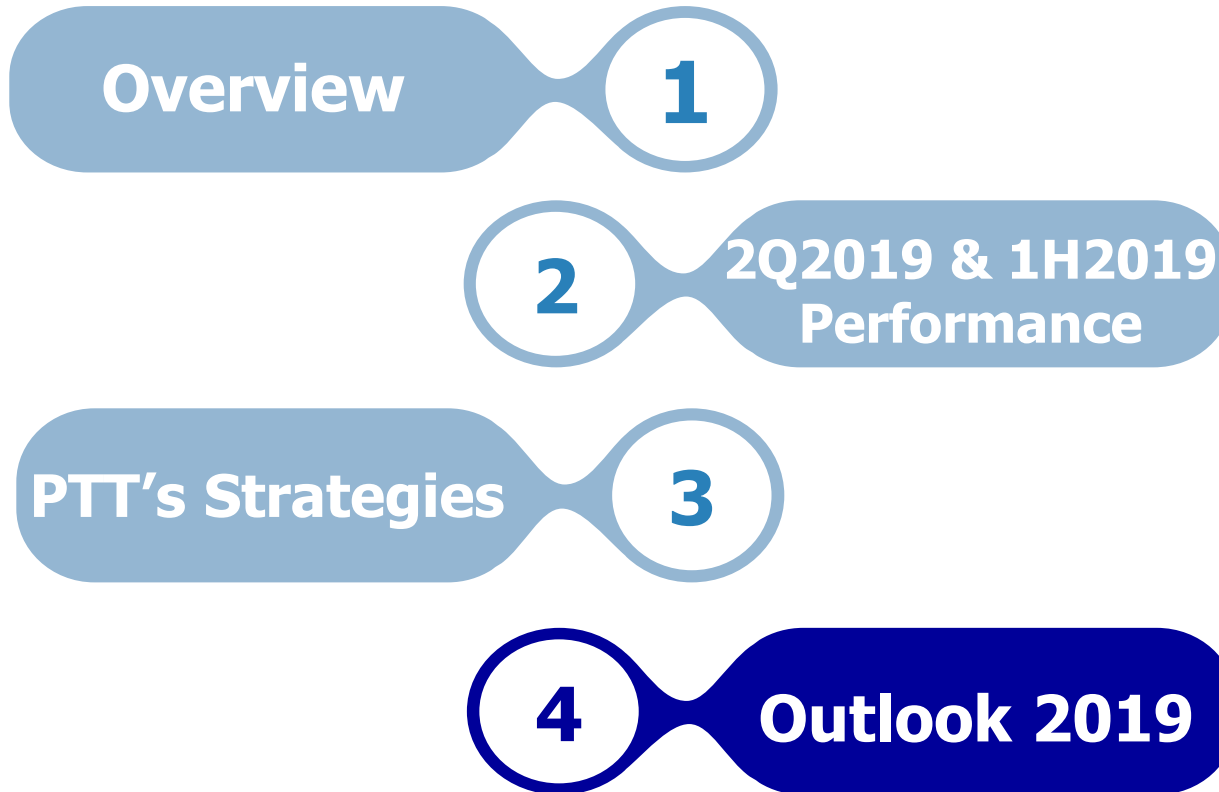 Overview
1
2
2Q2019 & 1H2019
Performance
PTT’s Strategies
3
4
Outlook 2019